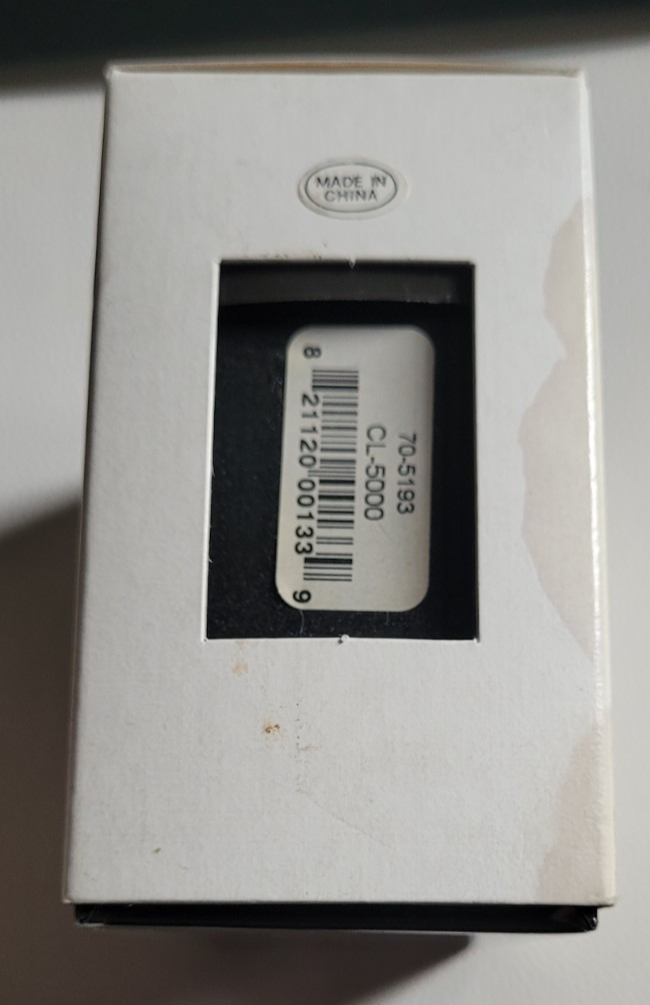 MADE IN
CHINA
70-5193
CL-5000
8 21120 00133 9